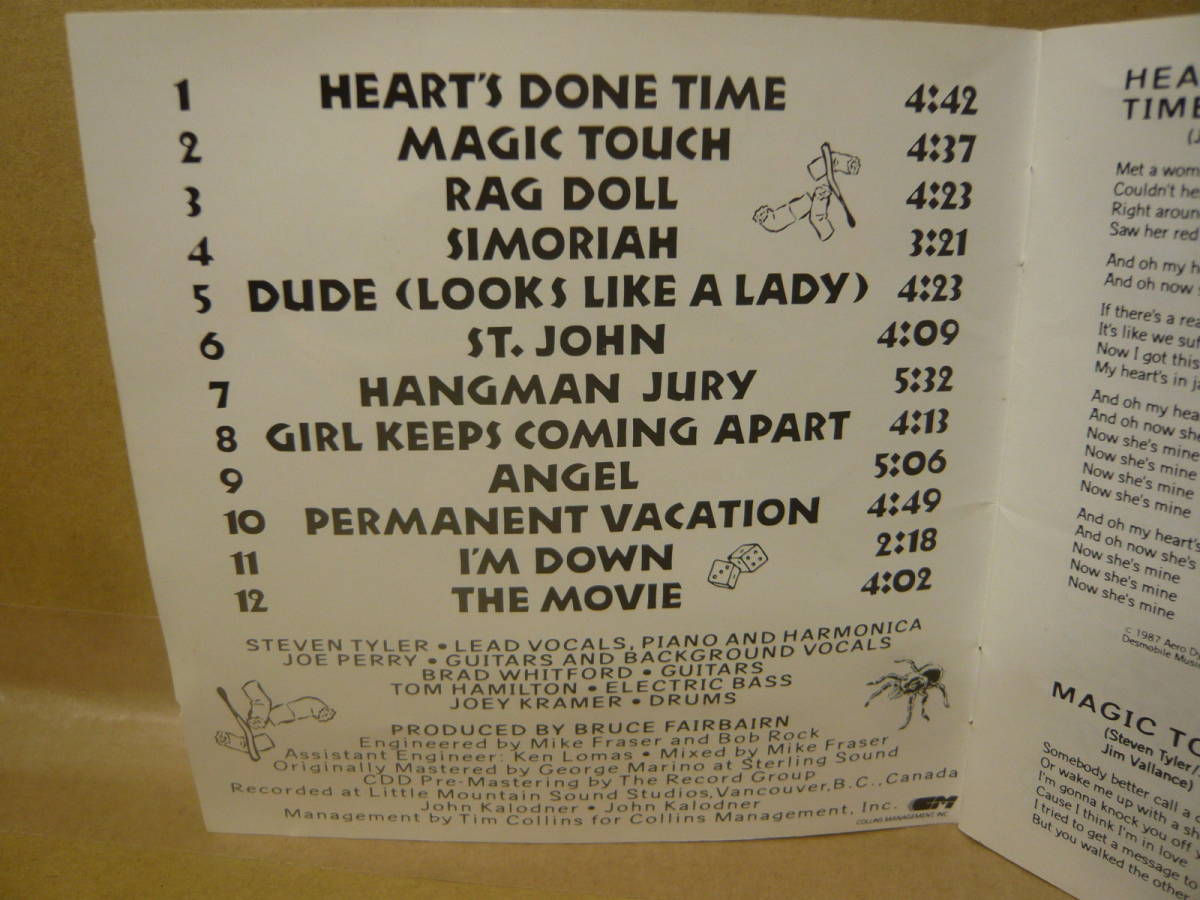 1 HEART'S DONE TIME 4:42
2 MAGIC TOUCH 4:37
3 RAG DOLL 4:23
4 SIMORIAH 3:21
5 DUDE (LOOKS LIKE A LADY) 4:23
6 ST. JOHN 4:09
7 HANGMAN JURY 5:32
8 GIRL KEEPS COMING APART 4:13
9 ANGEL 5:06
10 PERMANENT VACATION 4:49
11 I'M DOWN 2:18
12 THE MOVIE 4:02
STEVEN TYLER • LEAD VOCALS, PIANO AND HARMONICA
JOE PERRY • GUITARS AND BACKGROUND VOCALS
BRAD WHITFORD • GUITARS
TOM HAMILTON • ELECTRIC BASS
JOEY KRAMER • DRUMS
PRODUCED BY BRUCE FAIRBAIRN
Engineered by Mike Fraser and Bob Rock
Assistant Engineer: Ken Lomas • Mixed by Mike Fraser
Originally Mastered by George Marino at Sterling Sound
CDD Pre-Mastering by The Record Group
Recorded at Little Mountain Sound Studios, Vancouver, B.C., Canada
John Kalodner • John Kalodner
Management by Tim Collins for Collins Management, Inc.
CM
COLLINS MANAGEMENT, INC.
HEA
TIME
(J
Met a wom
Couldn't he
Right aroun
Saw her red
And oh my h
And oh now s
If there's a rea
It's like we suf
Now I got this
My heart's in ja
And oh my hea
And oh now she
Now she's mine
Now she's mine
Now she's mine
Now she's mine
And oh my heart's
And oh now she's
Now she's mine
Now she's mine
Now she's mine
© 1987 Aero Dy
Desmobile Music
MAGIC TO
(Steven Tyler/
Jim Vallance)
Somebody better call a
Or wake me up with a sh
I'm gonna knock you off y
Cause I think I'm in love
I tried to get a message to
But you walked the other